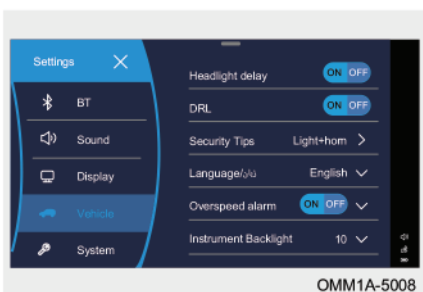 Settings
BT
Sound
Display
Vehicle
System
Headlight delay ON OFF
DRL ON OFF
Security Tips Light+hom
Language/ English
Overspeed alarm ON OFF
Instrument Backlight 10
OMM1A-5008